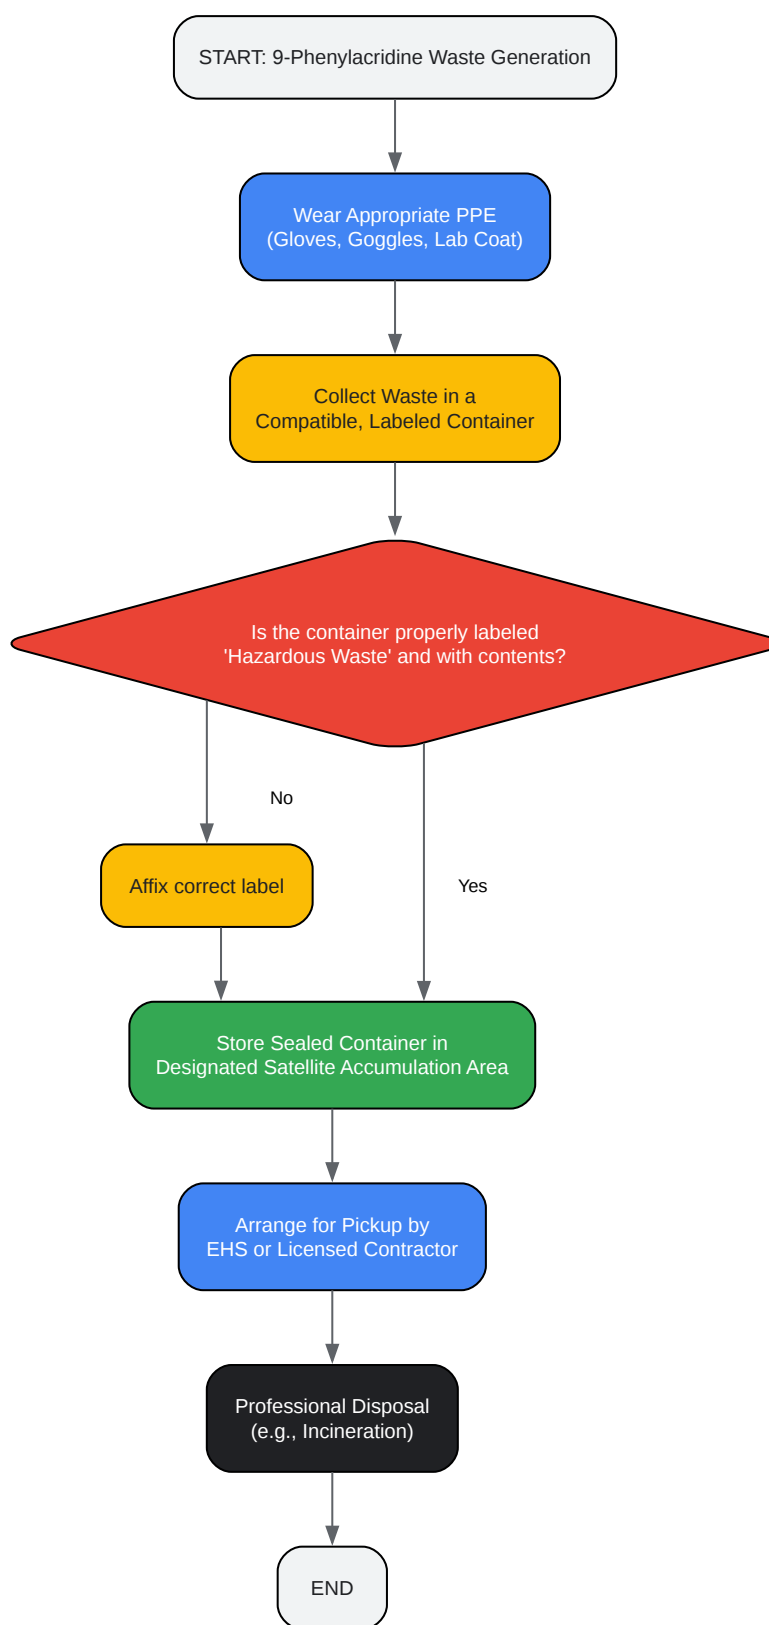 START: 9-Phenylacridine Waste Generation
Wear Appropriate PPE
(Gloves, Goggles, Lab Coat)
Collect Waste in a
Compatible, Labeled Container
Is the container properly labeled
'Hazardous Waste' and with contents?
No
Affix correct label
Yes
Store Sealed Container in
Designated Satellite Accumulation Area
Arrange for Pickup by
EHS or Licensed Contractor
Professional Disposal
(e.g., Incineration)
END